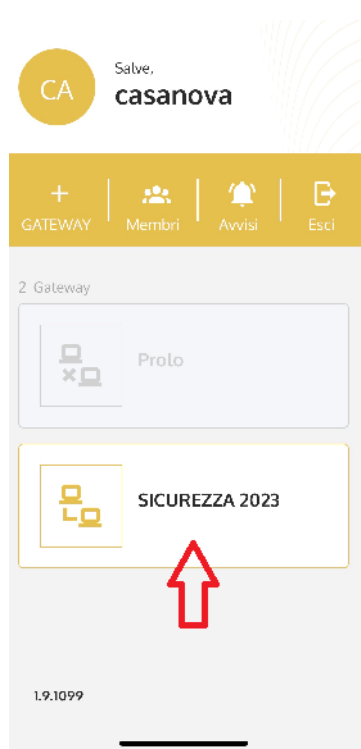 CA
Salve,
casanova
GATEWAY
Membri
Avvisi
Esci
2 Gateway
Prolo
SICUREZZA 2023
1.9.1099